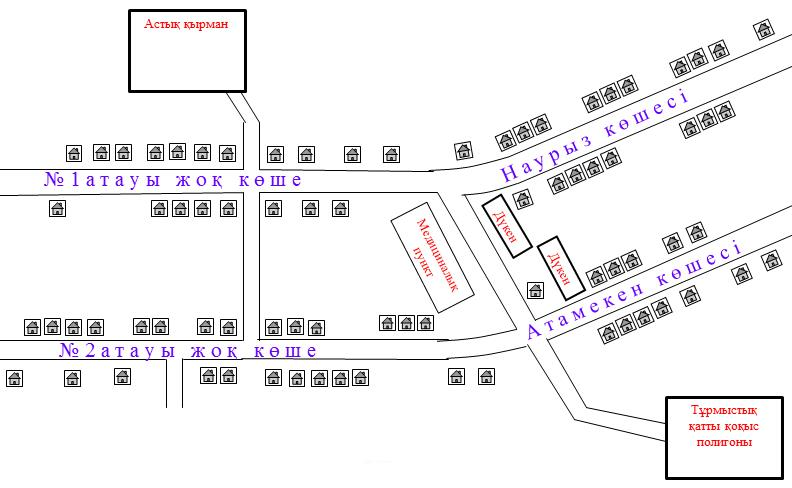 Астық қырман
Наурыз көшесі
№1атауы жоқ көше
Медициналық
пункт
Дүкен
Дүкен
Атамекен көшесі
№2атауы жоқ көше
Тұрмыстық
қатты қоқыс
полигоны